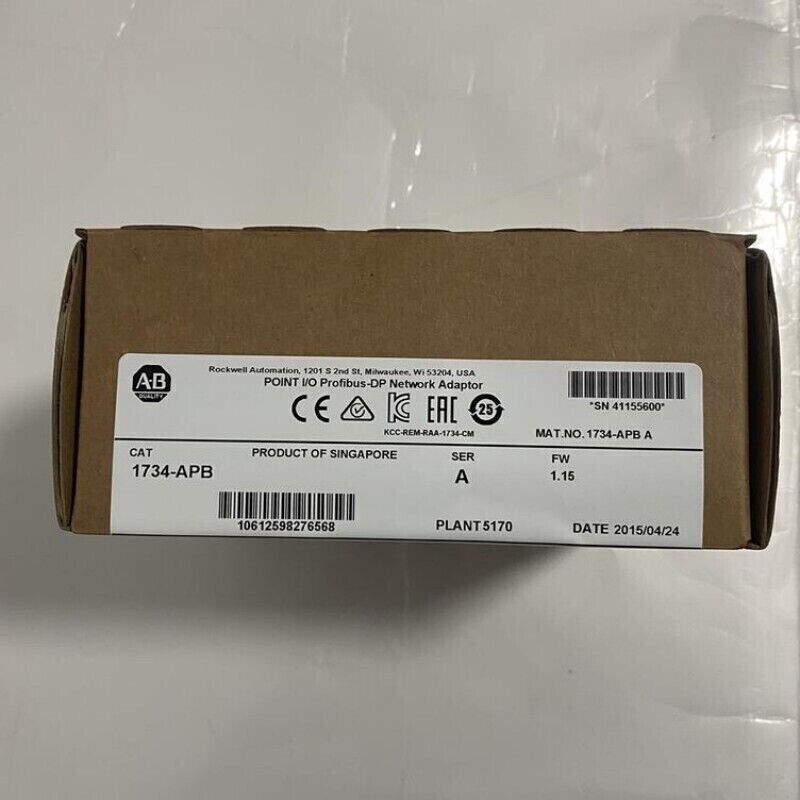 A-B
QUALITY
Rockwell Automation, 1201 S 2nd St, Milwaukee, Wi 53204, USA
POINT I/O Profibus-DP Network Adaptor
CE
EAC
25
KCC-REM-RAA-1734-CM
*SN 41155600*
MAT.NO. 1734-APB A
CAT
1734-APB
PRODUCT OF SINGAPORE
SER
A
FW
1.15
10612598276568
PLANT 5170
DATE 2015/04/24